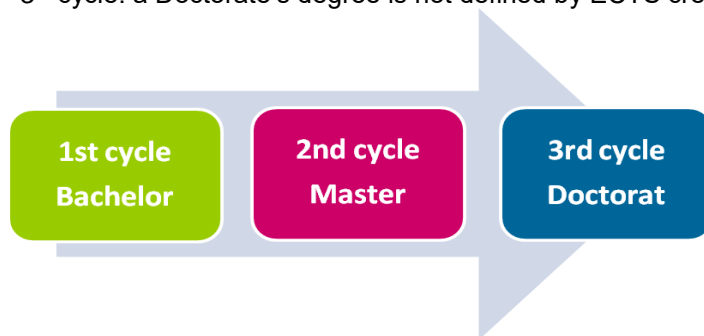 cycle: a Doctorate's degree is not defined by ECTS
1st cycle
Bachelor
2nd cycle
Master
3rd cycle
Doctorat